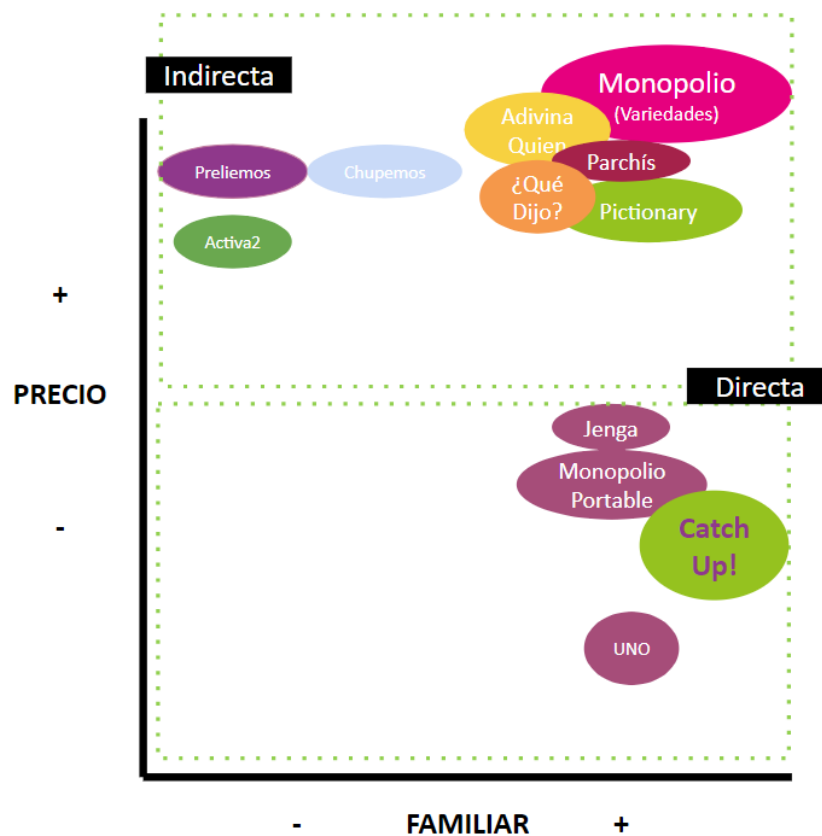 Indirecta
Monopolio
(Variedades)
Adivina
Quien
Parchís
Preliemos
Chupemos
¿Qué
Dijo?
Pictionary
Activa2
+
PRECIO
-
Directa
Jenga
Monopolio
Portable
Catch
Up!
UNO
- FAMILIAR +